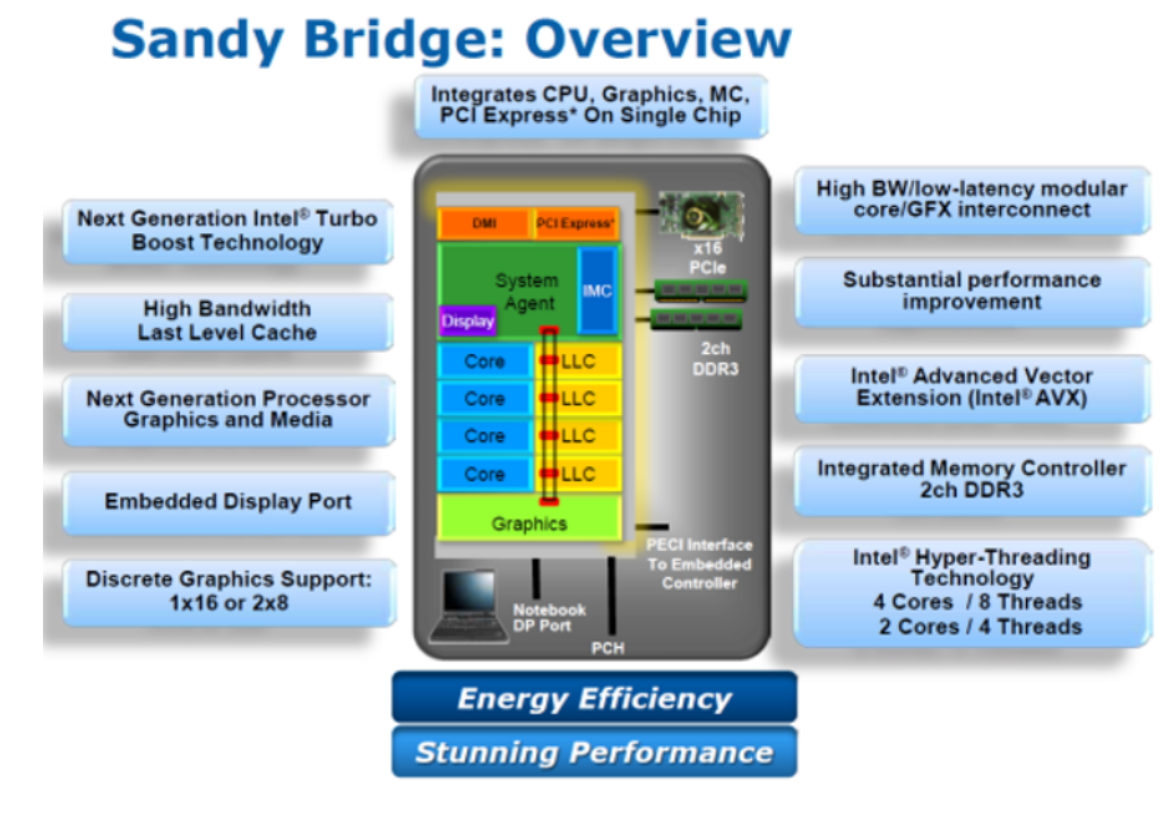 Sandy Bridge: Overview
Integrates CPU, Graphics, MC,
PCI Express* On Single Chip
Next Generation Intel® Turbo
Boost Technology
High Bandwidth
Last Level Cache
Next Generation Processor
Graphics and Media
Embedded Display Port
Discrete Graphics Support:
1x16 or 2x8
DMI
PCI Express*
System
Agent
IMC
Display
Core
LLC
Core
LLC
Core
LLC
Core
LLC
Graphics
x16
PCIe
2ch
DDR3
PECI Interface
To Embedded
Controller
Notebook
DP Port
PCH
High BW/low-latency modular
core/GFX interconnect
Substantial performance
improvement
Intel® Advanced Vector
Extension (Intel® AVX)
Integrated Memory Controller
2ch DDR3
Intel® Hyper-Threading
Technology
4 Cores / 8 Threads
2 Cores / 4 Threads
Energy Efficiency
Stunning Performance